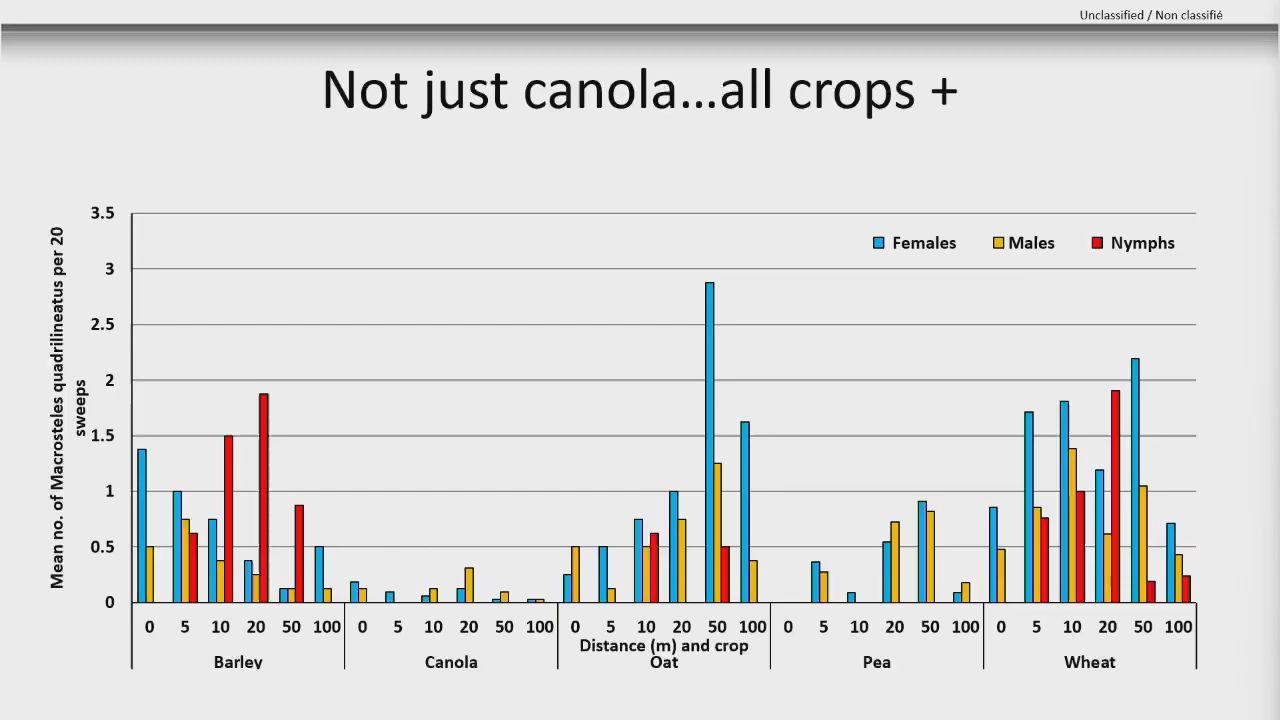 Unclassified / Non classifié
Not just canola...all crops +
Mean no. of Macrosteles quadrilineatus per 20
sweeps
3.5
3
2.5
2
1.5
1
0.5
0
Females Males Nymphs
0 5 10 20 50 100 0 5 10 20 50 100 0 5 10 20 50 100 0 5 10 20 50 100 0 5 10 20 50 100
Distance (m) and crop
Barley Canola Oat Pea Wheat